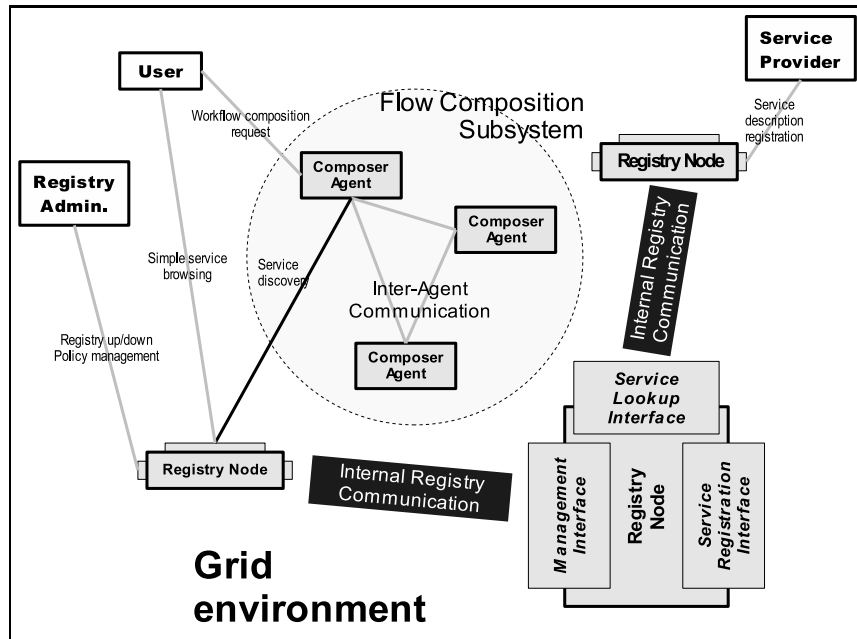 Service
Provider
User
Flow Composition
Subsystem
Service
description
registration
Workflow composition
request
Registry Node
Composer
Agent
Registry
Admin.
Composer
Agent
Internal Registry
Communication
Simple service
browsing
Service
discovery
Inter-Agent
Communication
Registry up/down
Policy management
Composer
Agent
Service
Lookup
Interface
Registry Node
Internal Registry
Communication
Management
Interface
Registry
Node
Service
Registration
Interface
Grid
environment